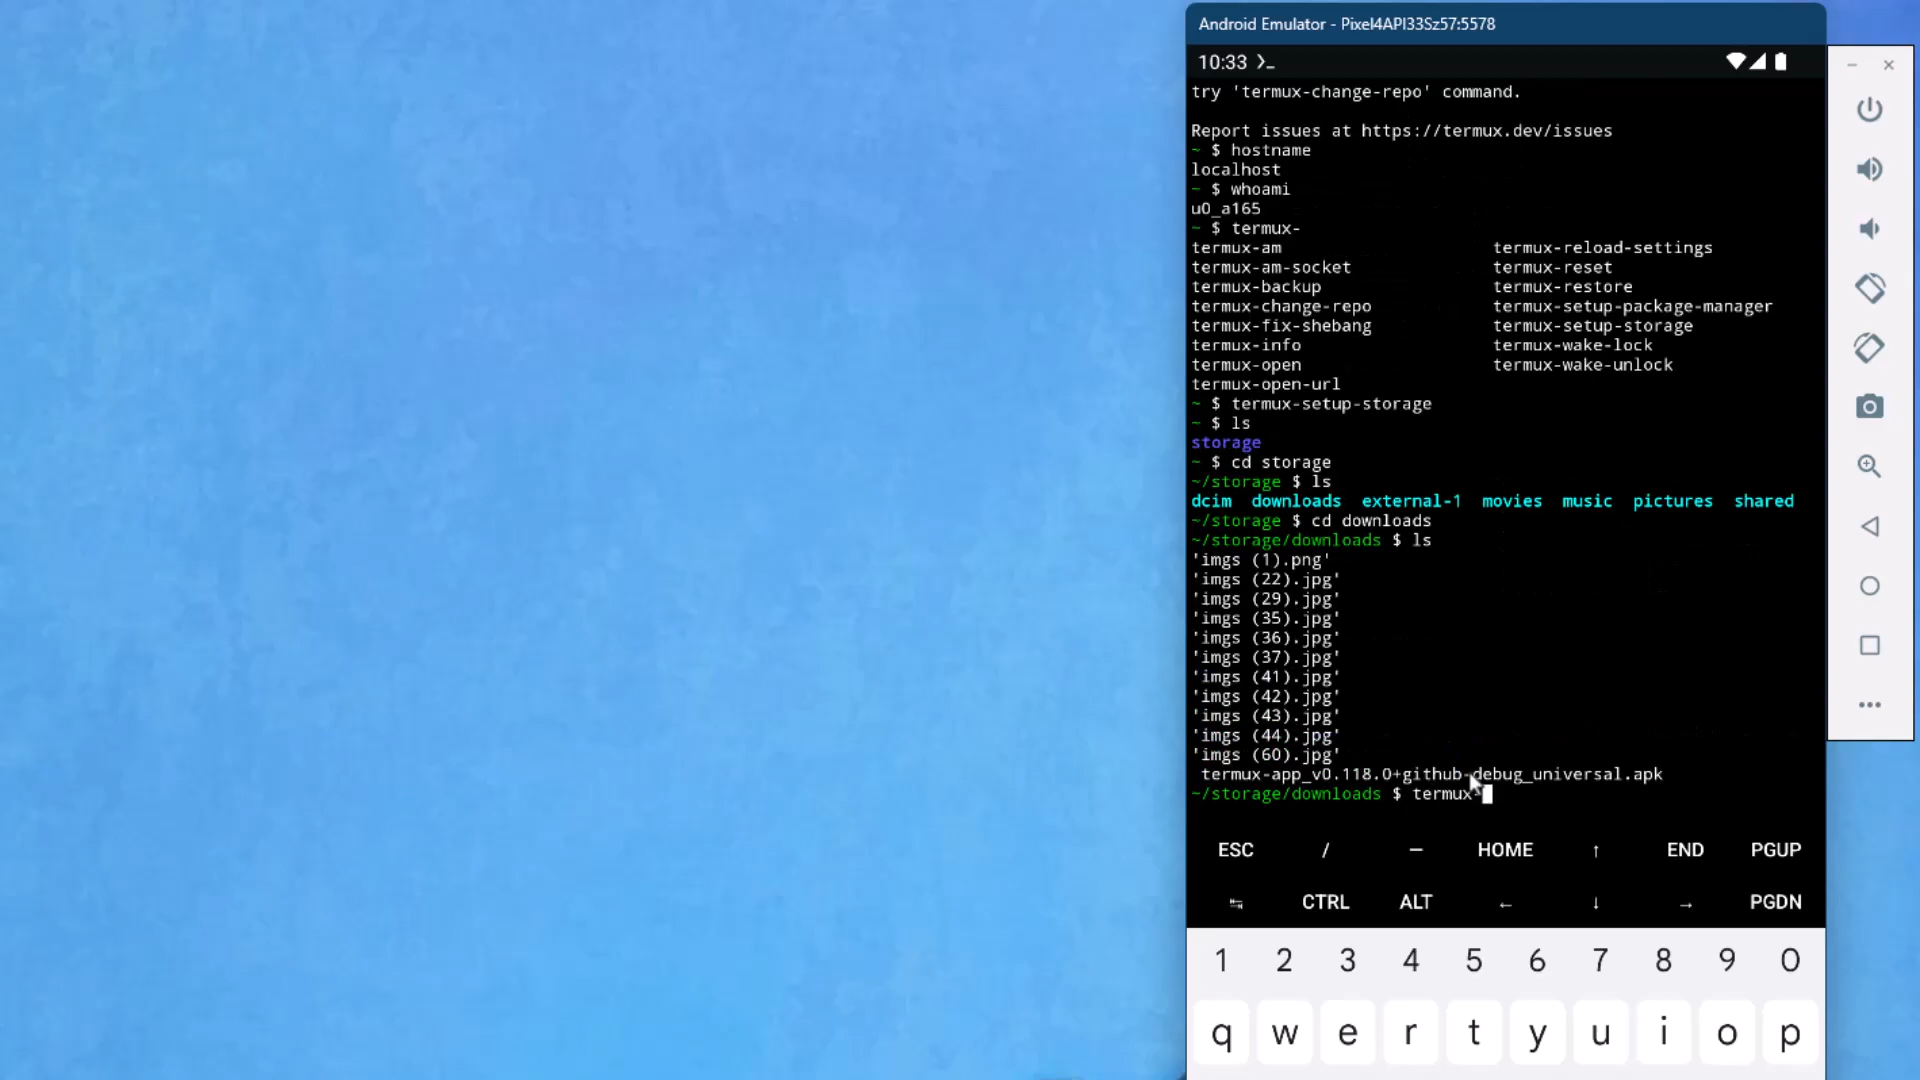 Android Emulator - Pixel4API33Sz57:5578
10:33 >_
try 'termux-change-repo' command.
Report issues at https://termux.dev/issues
~ $ hostname
localhost
~ $ whoami
u0_a165
~ $ termux-
termux-am termux-reload-settings
termux-am-socket termux-reset
termux-backup termux-restore
termux-change-repo termux-setup-package-manager
termux-fix-shebang termux-setup-storage
termux-info termux-wake-lock
termux-open termux-wake-unlock
termux-open-url
~ $ termux-setup-storage
~ $ ls
storage
~ $ cd storage
~/storage $ ls
dcim downloads external-1 movies music pictures shared
~/storage $ cd downloads
~/storage/downloads $ ls
'imgs (1).png'
'imgs (22).jpg'
'imgs (29).jpg'
'imgs (35).jpg'
'imgs (36).jpg'
'imgs (37).jpg'
'imgs (41).jpg'
'imgs (42).jpg'
'imgs (43).jpg'
'imgs (44).jpg'
'imgs (60).jpg'
termux-app_v0.118.0+github-debug_universal.apk
~/storage/downloads $ termux-
ESC / — HOME ↑ END PGUP
↹ CTRL ALT ← ↓ → PGDN
1 2 3 4 5 6 7 8 9 0
q w e r t y u i o p